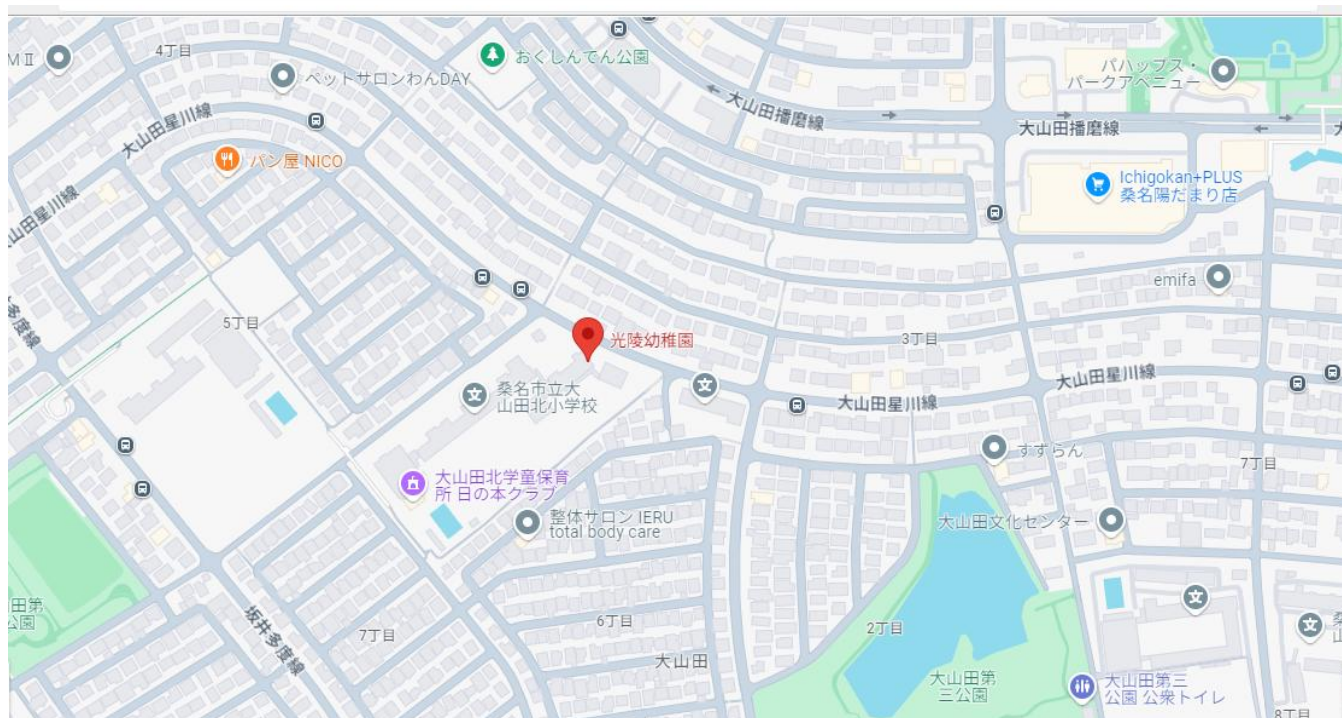 MⅡ
4丁目
ペットサロンわんDAY
おくしんでん公園
大山田播磨線
パハップス・
パークアベニュー
大山田播磨線
大山田星川線
パン屋 NICO
Ichigokan+PLUS
桑名陽だまり店
山田星川線
emifa
多度線
5丁目
光陵幼稚園
3丁目
桑名市立大
山田北小学校
大山田星川線
大山田星川線
すずらん
7丁目
大山田北学童保育
所 日の本クラブ
整体サロン IERU
total body care
大山田文化センター
田第
公園
坂井多度線
7丁目
6丁目
2丁目
大山田
大山田第
三公園
大山田第三
公園 公衆トイレ
8丁目